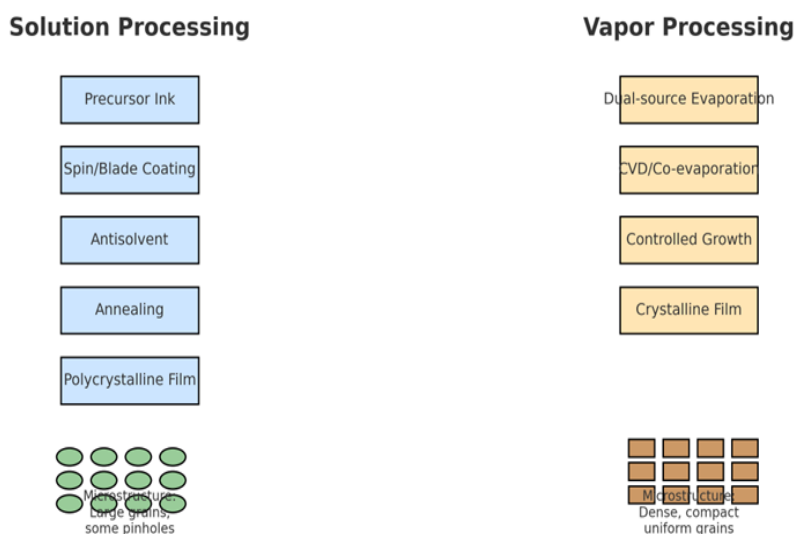 Solution Processing
Precursor Ink
Spin/Blade Coating
Antisolvent
Annealing
Polycrystalline Film
Microstructure:
Large grains,
some pinholes
Vapor Processing
Dual-source Evaporation
CVD/Co-evaporation
Controlled Growth
Crystalline Film
Microstructure:
Dense, compact
uniform grains